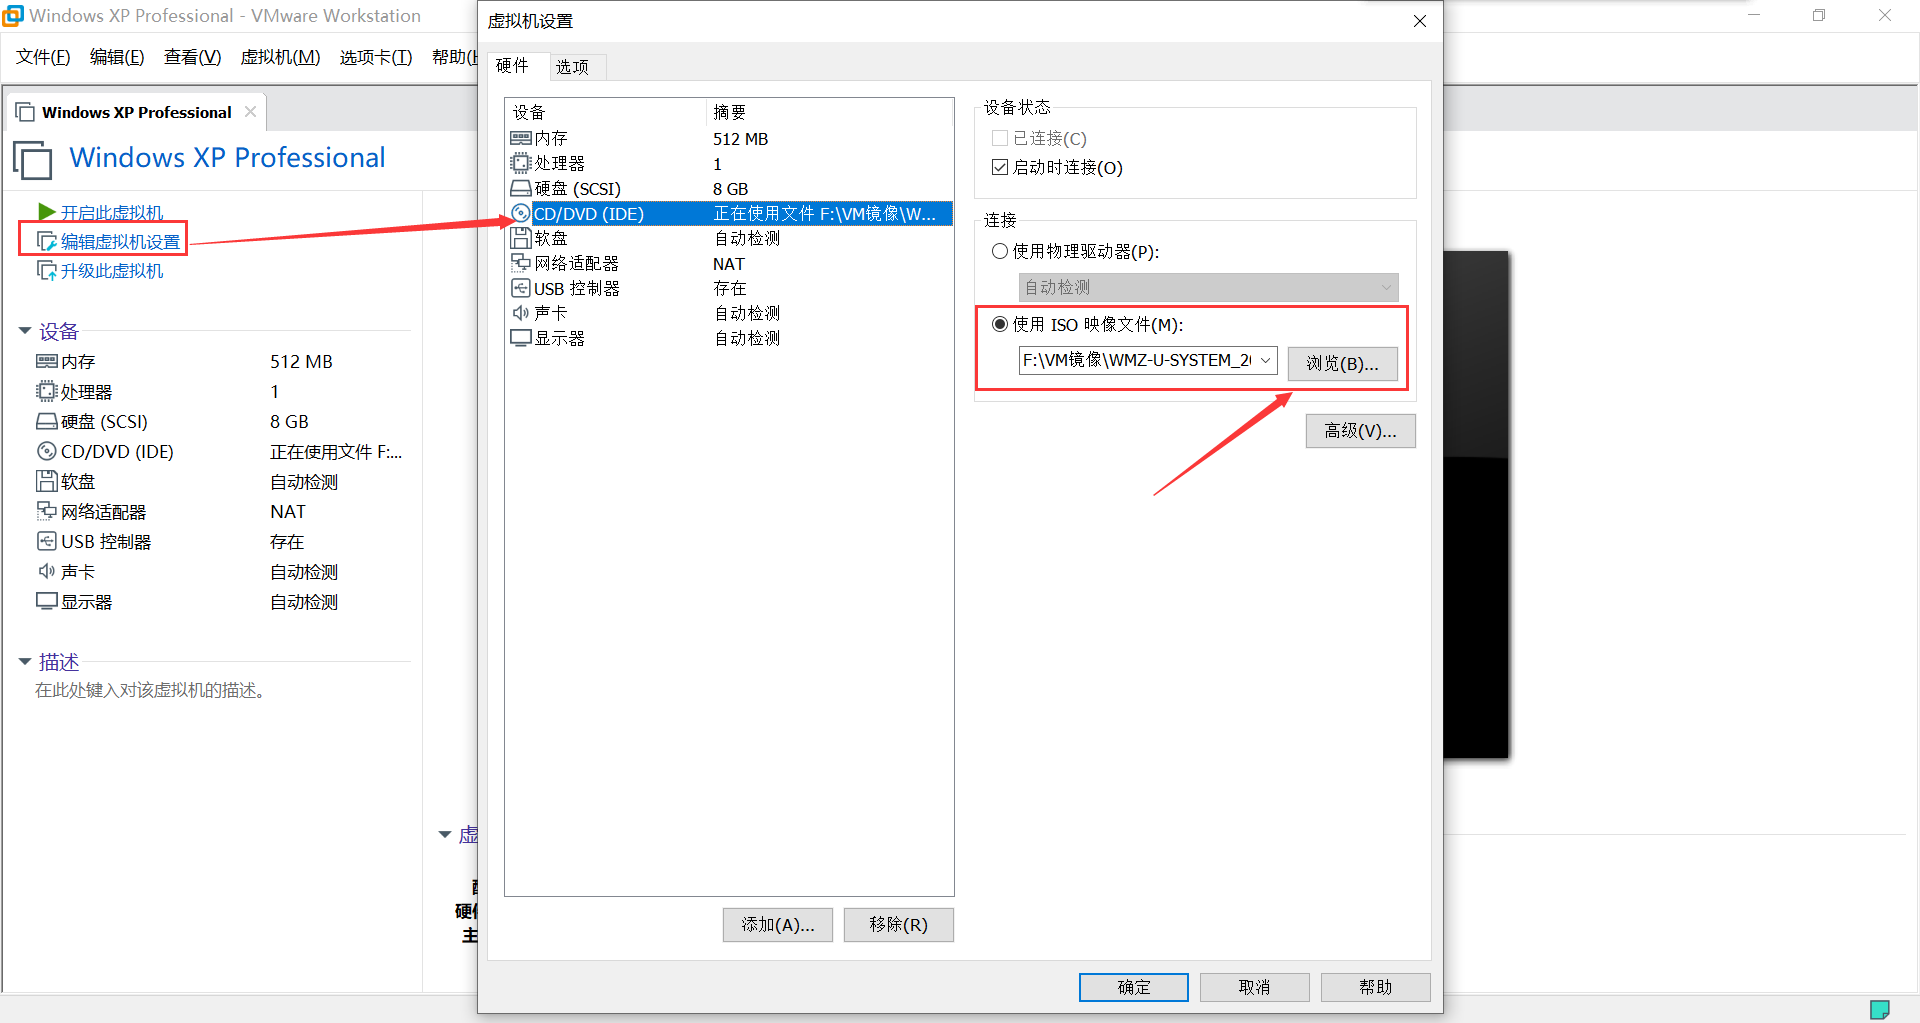 Windows XP Professional - VMware Workstation
文件(F) 编辑(E) 查看(V) 虚拟机(M) 选项卡(T) 帮助(H
Windows XP Professional
Windows XP Professional
开启此虚拟机
编辑虚拟机设置
升级此虚拟机
设备
内存 512 MB
处理器 1
硬盘 (SCSI) 8 GB
CD/DVD (IDE) 正在使用文件 F:...
软盘 自动检测
网络适配器 NAT
USB 控制器 存在
声卡 自动检测
显示器 自动检测
描述
在此处键入对该虚拟机的描述。
虚
硬件
主
虚拟机设置
硬件 选项
设备 摘要
内存 512 MB
处理器 1
硬盘 (SCSI) 8 GB
CD/DVD (IDE) 正在使用文件 F:\VM镜像\W...
软盘 自动检测
网络适配器 NAT
USB 控制器 存在
声卡 自动检测
显示器 自动检测
添加(A)... 移除(R)
设备状态
已连接(C)
启动时连接(O)
连接
使用物理驱动器(P):
自动检测
使用 ISO 映像文件(M):
F:\VM镜像\WMZ-U-SYSTEM_20 浏览(B)...
高级(V)...
确定 取消 帮助